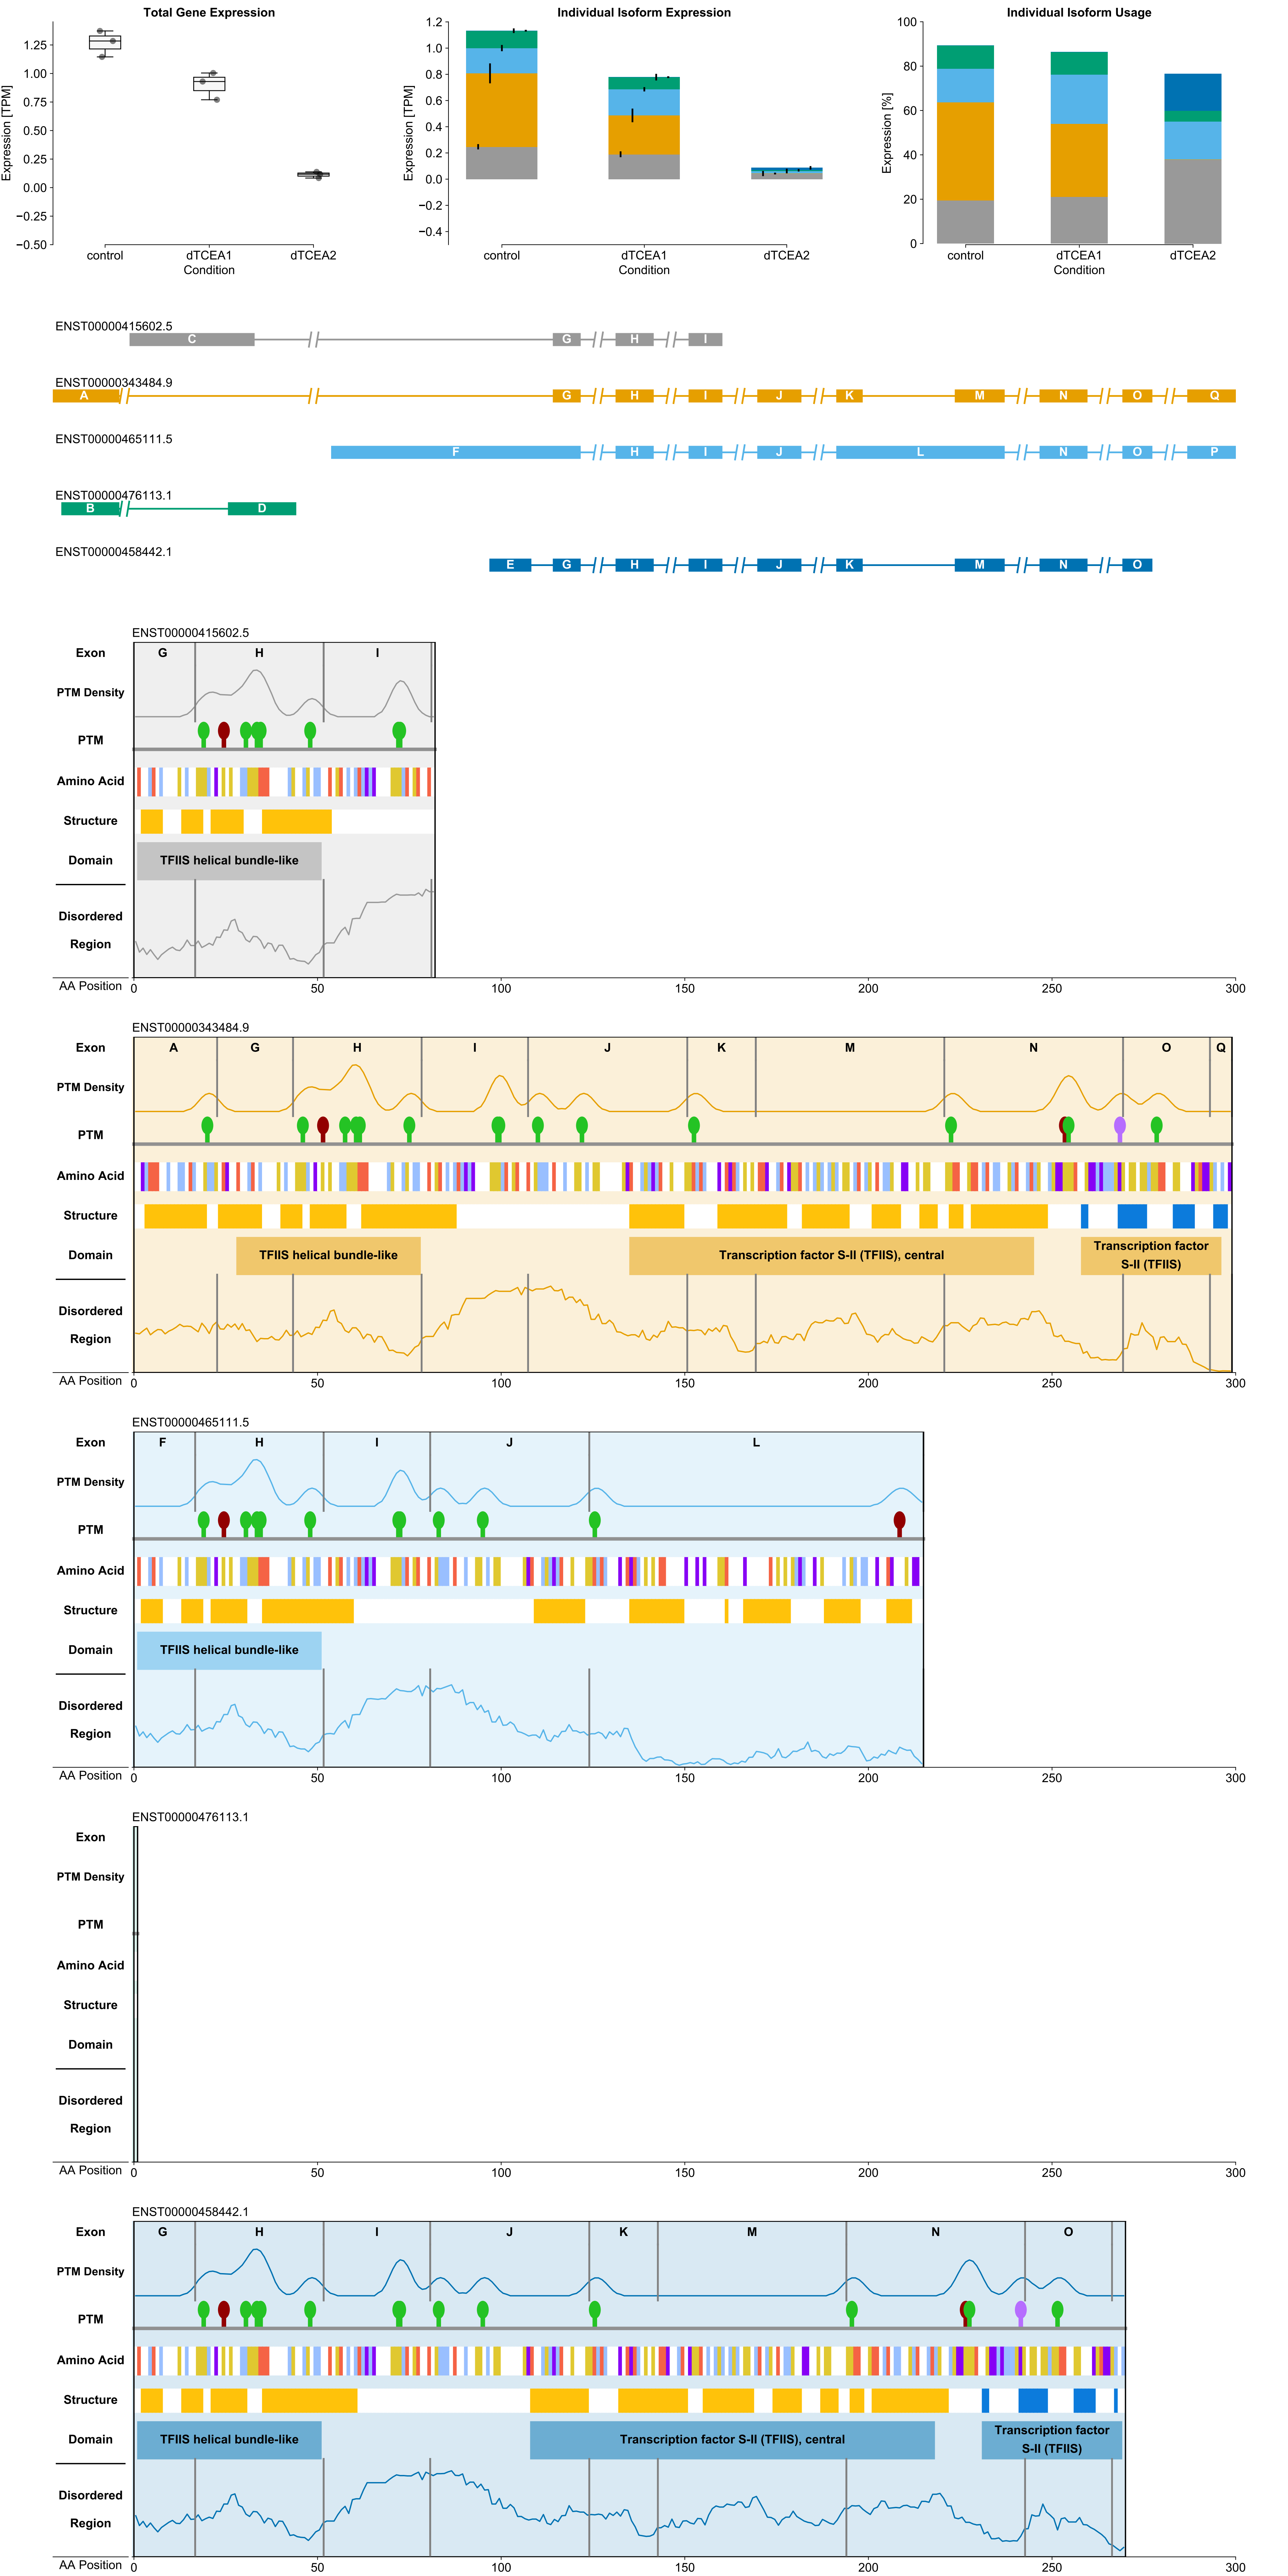 Total Gene Expression
Individual Isoform Expression
Individual Isoform Usage
Expression [TPM]
1.25
1.00
0.75
0.50
0.25
0.00
−0.25
−0.50
control
dTCEA1
dTCEA2
Condition
Expression [TPM]
1.2
1.0
0.8
0.6
0.4
0.2
0.0
−0.2
−0.4
control
dTCEA1
dTCEA2
Condition
Expression [%]
100
80
60
40
20
0
control
dTCEA1
dTCEA2
Condition
ENST00000415602.5
C G H I
ENST00000343484.9
A G H I J K M N O Q
ENST00000465111.5
F H I J L N O P
ENST00000476113.1
B D
ENST00000458442.1
E G H I J K M N O
ENST00000415602.5
Exon G H I
PTM Density
PTM
Amino Acid
Structure
Domain TFIIS helical bundle-like
Disordered
Region
AA Position 0 50 100 150 200 250 300
ENST00000343484.9
Exon A G H I J K M N O Q
PTM Density
PTM
Amino Acid
Structure
Domain TFIIS helical bundle-like Transcription factor S-II (TFIIS), central Transcription factor
S-II (TFIIS)
Disordered
Region
AA Position 0 50 100 150 200 250 300
ENST00000465111.5
Exon F H I J L
PTM Density
PTM
Amino Acid
Structure
Domain TFIIS helical bundle-like
Disordered
Region
AA Position 0 50 100 150 200 250 300
ENST00000476113.1
Exon
PTM Density
PTM
Amino Acid
Structure
Domain
Disordered
Region
AA Position 0 50 100 150 200 250 300
ENST00000458442.1
Exon G H I J K M N O
PTM Density
PTM
Amino Acid
Structure
Domain TFIIS helical bundle-like Transcription factor S-II (TFIIS), central Transcription factor
S-II (TFIIS)
Disordered
Region
AA Position 0 50 100 150 200 250 300